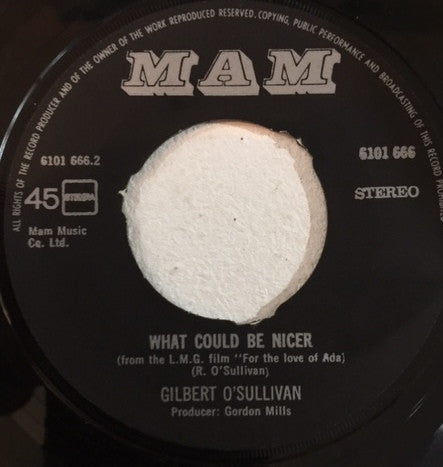 ALL RIGHTS OF THE RECORD PRODUCER AND OF THE OWNER OF THE WORK REPRODUCED RESERVED. COPYING, PUBLIC PERFORMANCE AND BROADCASTING OF THIS RECORD PROHIBITED
MAM
6101 666.2
6101 666
45
STEMRA
STEREO
Mam Music
Co. Ltd.
WHAT COULD BE NICER
(from the L.M.G. film "For the love of Ada)
(R. O'Sullivan)
GILBERT O'SULLIVAN
Producer: Gordon Mills